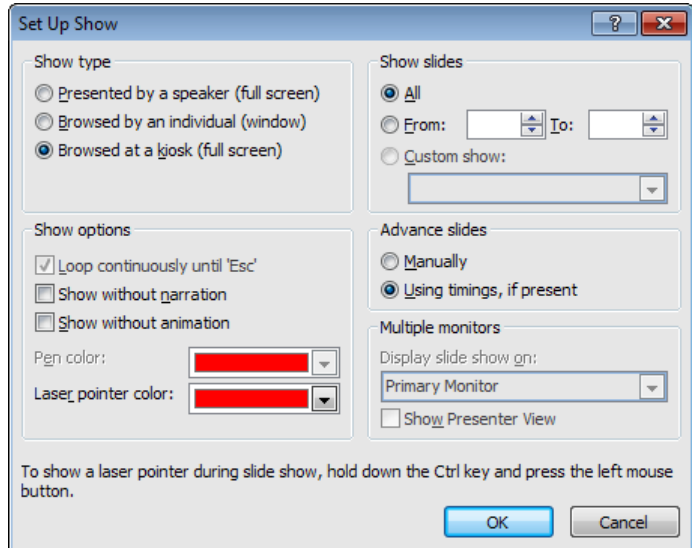 Set Up Show
Show type
Presented by a speaker (full screen)
Browsed by an individual (window)
Browsed at a kiosk (full screen)
Show slides
All
From: To:
Custom show:
Show options
Loop continuously until 'Esc'
Show without narration
Show without animation
Pen color:
Laser pointer color:
Advance slides
Manually
Using timings, if present
Multiple monitors
Display slide show on:
Primary Monitor
Show Presenter View
To show a laser pointer during slide show, hold down the Ctrl key and press the left mouse
button.
OK Cancel